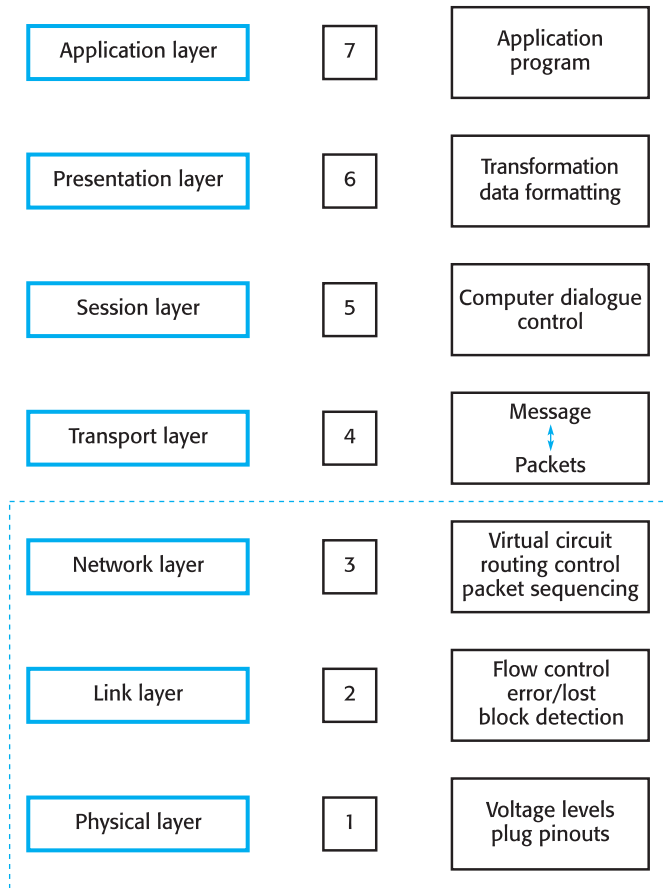 Application layer
7
Application
program
Presentation layer
6
Transformation
data formatting
Session layer
5
Computer dialogue
control
Transport layer
4
Message
Packets
Network layer
3
Virtual circuit
routing control
packet sequencing
Link layer
2
Flow control
error/lost
block detection
Physical layer
1
Voltage levels
plug pinouts